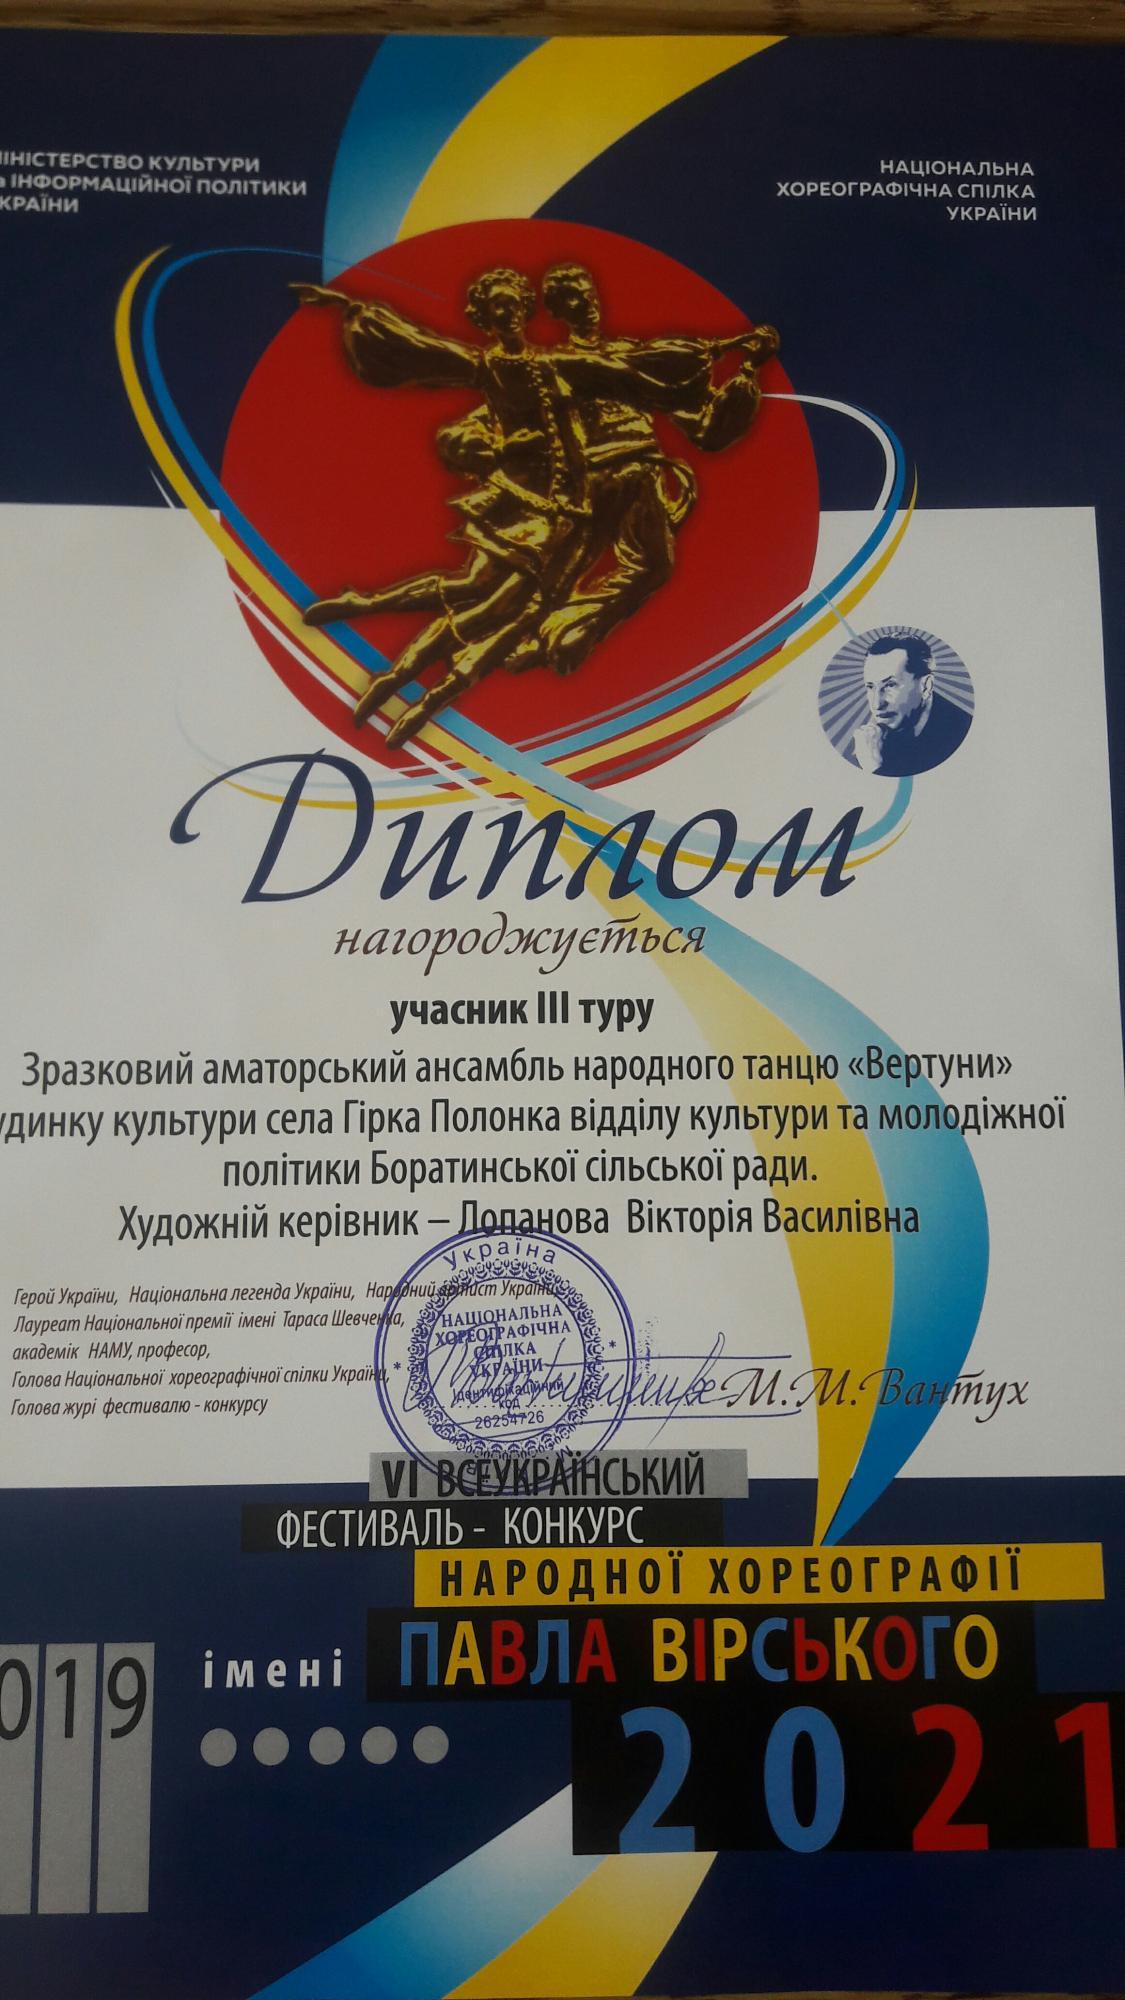 ІНІСТЕРСТВО КУЛЬТУРИ
ІНФОРМАЦІЙНОЇ ПОЛІТИКИ
КРАЇНИ
НАЦІОНАЛЬНА
ХОРЕОГРАФІЧНА СПІЛКА
УКРАЇНИ
Диплом
нагороджується
учасник III туру
Зразковий аматорський ансамбль народного танцю «Вертуни»
удинку культури села Гірка Полонка відділу культури та молодіжної
політики Боратинської сільської ради.
Художній керівник – Лопанова Вікторія Василівна
Герой України, Національна легенда України, Народний артист України,
Лауреат Національної премії імені Тараса Шевченка,
академік НАМУ, професор,
Голова Національної хореографічної спілки України,
Голова журі фестивалю - конкурсу
Україна
НАЦІОНАЛЬНА
ХОРЕОГРАФІЧНА
СПІЛКА
УКРАЇНИ
Ідентифікаційний
код
26254726
М.М. Вантух
VI ВСЕУКРАЇНСЬКИЙ
ФЕСТИВАЛЬ - КОНКУРС
НАРОДНОЇ ХОРЕОГРАФІЇ
імені ПАВЛА ВІРСЬКОГО
019
2021